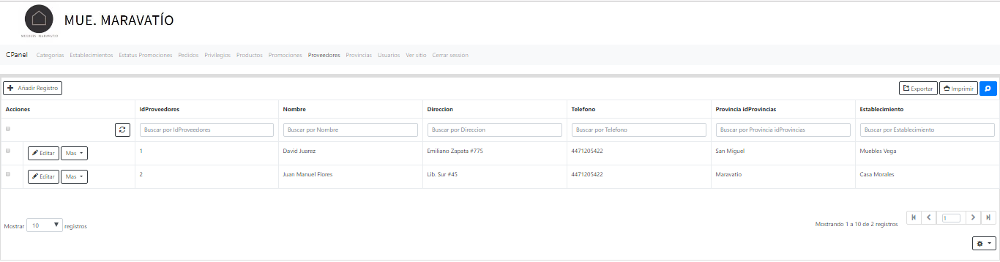 MUE. MARAVATÍO
MUEBLES MARAVATÍO
CPanel Categorias Establecimientos Estatus Promociones Pedidos Privilegios Productos Promociones Proveedores Provincias Usuarios Ver sitio Cerrar sessión
Añadir Registro Exportar Imprimir
Acciones IdProveedores Nombre Direccion Telefono Provincia idProvincias Establecimiento
Buscar por IdProveedores Buscar por Nombre Buscar por Direccion Buscar por Telefono Buscar por Provincia idProvincias Buscar por Establecimiento
Editar Mas 1 David Juarez Emiliano Zapata #775 4471205422 San Miguel Muebles Vega
Editar Mas 2 Juan Manuel Flores Lib. Sur #45 4471205422 Maravatio Casa Morales
Mostrar 10 registros Mostrando 1 a 10 de 2 registros 1